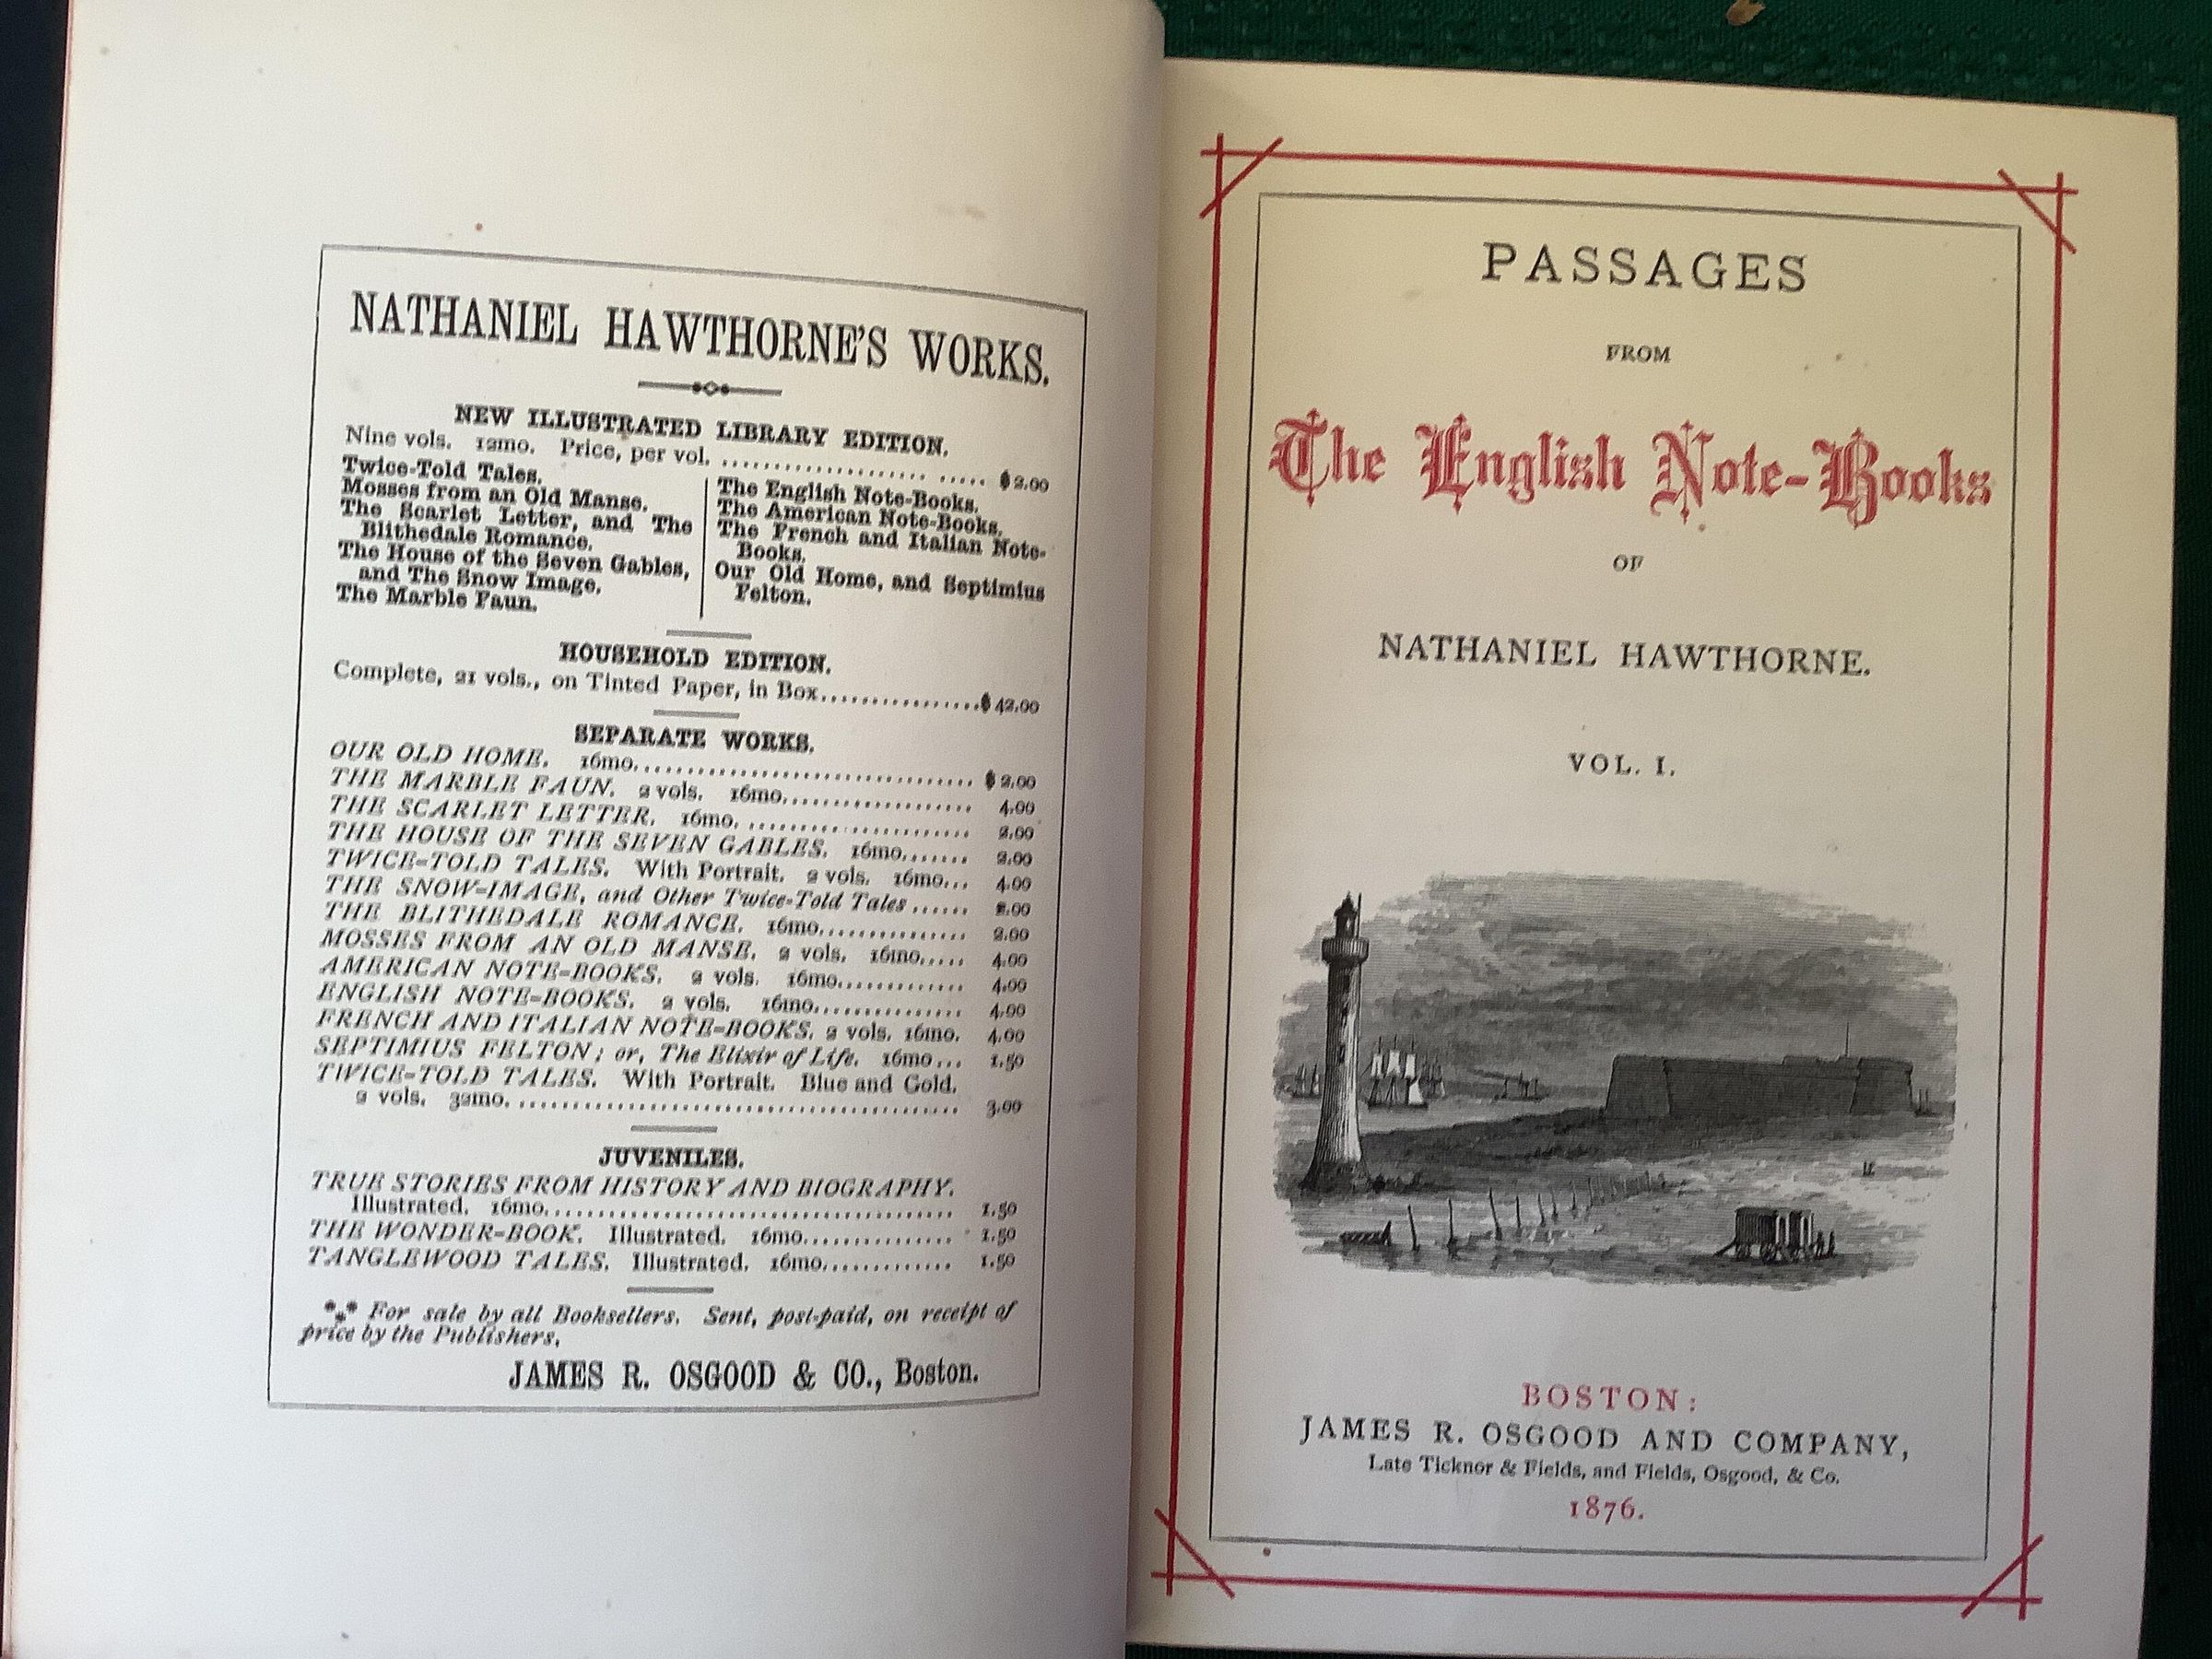 NATHANIEL HAWTHORNE'S WORKS.
NEW ILLUSTRATED LIBRARY EDITION.
Nine vols. 12mo. Price, per vol. ........................ ..... $2.00
Twice-Told Tales.
Mosses from an Old Manse.
The Scarlet Letter, and The
Blithedale Romance.
The House of the Seven Gables,
and The Snow Image.
The Marble Faun.
The English Note-Books.
The American Note-Books.
The French and Italian Note-
Books.
Our Old Home, and Septimius
Felton.
HOUSEHOLD EDITION.
Complete, 21 vols., on Tinted Paper, in Box.................$42.00
SEPARATE WORKS.
OUR OLD HOME. 16mo.................................... $2.00
THE MARBLE FAUN. 2 vols. 16mo.................... 4.00
THE SCARLET LETTER. 16mo. ........................ 2.00
THE HOUSE OF THE SEVEN GABLES. 16mo....... 2.00
TWICE-TOLD TALES. With Portrait. 2 vols. 16mo... 4.00
THE SNOW-IMAGE, and Other Twice-Told Tales ...... 2.00
THE BLITHEDALE ROMANCE. 16mo................ 2.00
MOSSES FROM AN OLD MANSE. 2 vols. 16mo..... 4.00
AMERICAN NOTE-BOOKS. 2 vols. 16mo............. 4.00
ENGLISH NOTE-BOOKS. 2 vols. 16mo................ 4.00
FRENCH AND ITALIAN NOTE-BOOKS. 2 vols. 16mo. 4.00
SEPTIMIUS FELTON; or, The Elixir of Life. 16mo... 1.50
TWICE-TOLD TALES. With Portrait. Blue and Gold.
2 vols. 32mo. ............................................. 3.00
JUVENILES.
TRUE STORIES FROM HISTORY AND BIOGRAPHY.
Illustrated. 16mo.......................................... 1.50
THE WONDER-BOOK. Illustrated. 16mo................ 1.50
TANGLEWOOD TALES. Illustrated. 16mo............. 1.50
*** For sale by all Booksellers. Sent, post-paid, on receipt of
price by the Publishers,
JAMES R. OSGOOD & CO., Boston.
PASSAGES
FROM
The English Note-Books
OF
NATHANIEL HAWTHORNE.
VOL. I.
BOSTON:
JAMES R. OSGOOD AND COMPANY,
Late Ticknor & Fields, and Fields, Osgood, & Co.
1876.